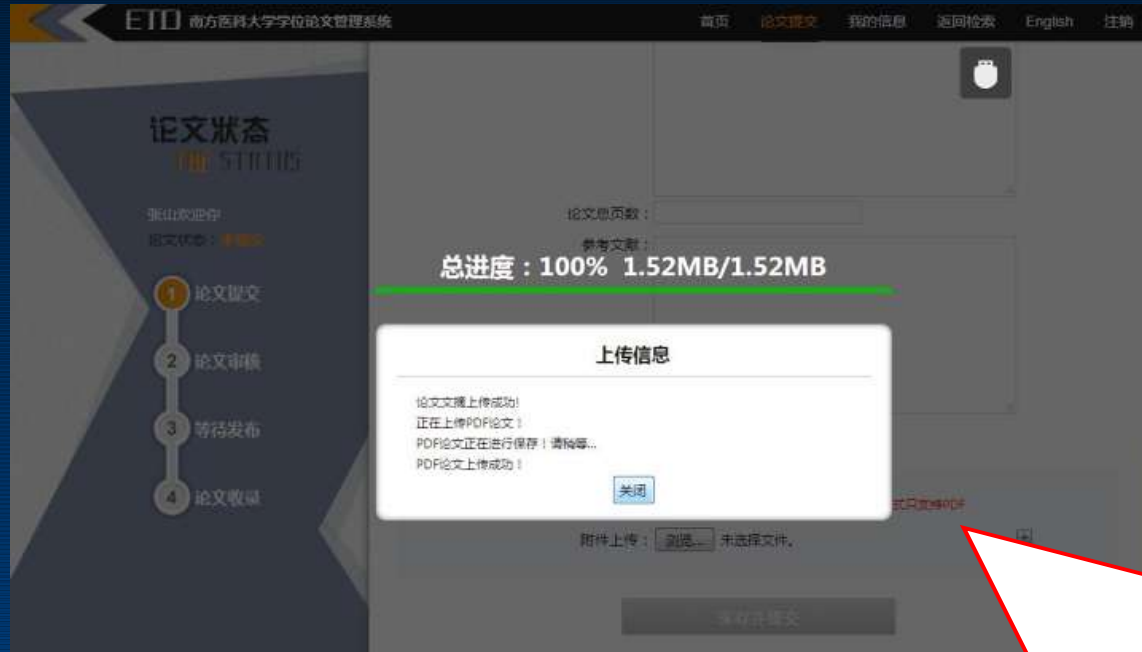 ETD 南方医科大学学位论文管理系统
首页 论文提交 我的信息 返回检索 English 注销
论文状态
THE STATUS
张山欢迎你
论文状态：
论文总页数：
参考文献：
总进度：100% 1.52MB/1.52MB
1 论文提交
2 论文审核
3 等待发布
4 论文收录
上传信息
论文文摘上传成功!
正在上传PDF论文！
PDF论文正在进行保存！请稍等...
PDF论文上传成功！
关闭
式只支持PDF
附件上传： 浏览... 未选择文件。
保存并提交